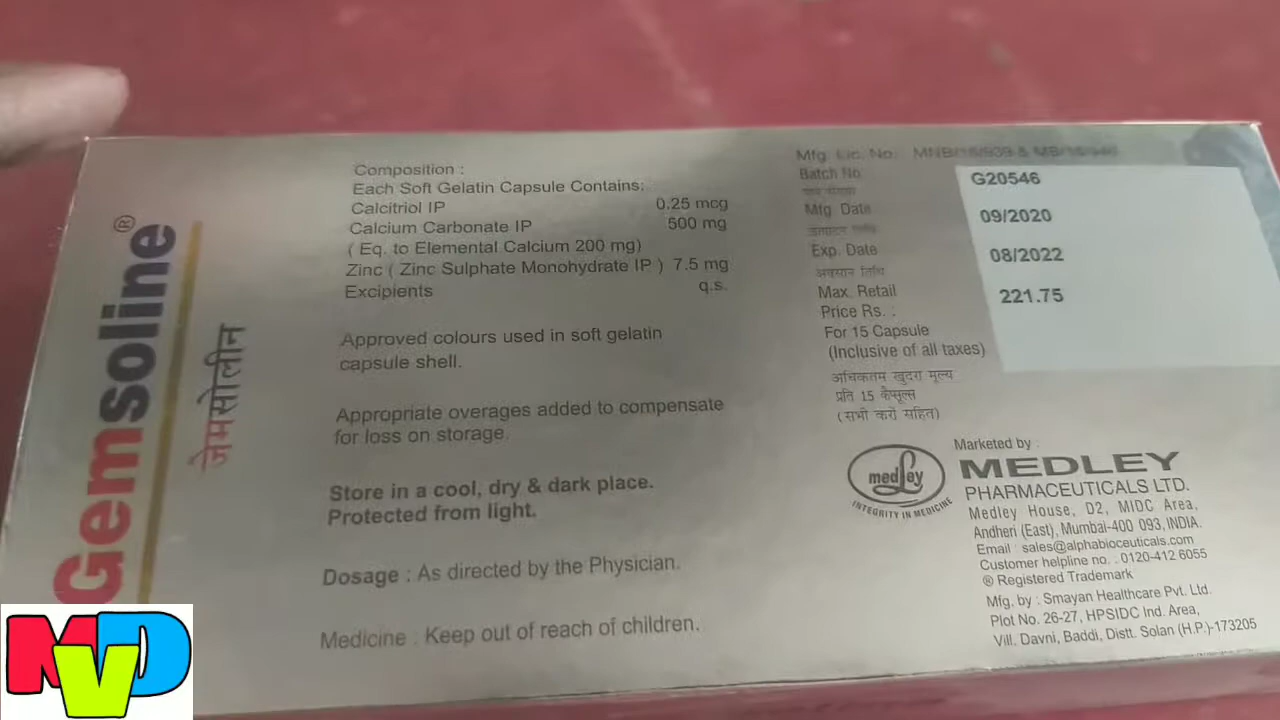 Gemsoline®
जेमसोलीन
Composition :
Each Soft Gelatin Capsule Contains:
Calcitriol IP 0.25 mcg
Calcium Carbonate IP 500 mg
( Eq. to Elemental Calcium 200 mg)
Zinc ( Zinc Sulphate Monohydrate IP ) 7.5 mg
Excipients q.s.
Approved colours used in soft gelatin
capsule shell.
Appropriate overages added to compensate
for loss on storage.
Store in a cool, dry & dark place.
Protected from light.
Dosage : As directed by the Physician.
Medicine : Keep out of reach of children.
Mfg. Lic. No.
Batch No. G20546
Mfg. Date 09/2020
Exp. Date 08/2022
अवसान तिथि
Max. Retail 221.75
Price Rs. :
For 15 Capsule
(Inclusive of all taxes)
अधिकतम खुदरा मूल्य
प्रति 15 कैप्सूल्स
(सभी करों सहित)
medley
INTEGRITY IN MEDICINE
Marketed by :
MEDLEY
PHARMACEUTICALS LTD.
Medley House, D2, MIDC Area,
Andheri (East), Mumbai-400 093, INDIA.
Email : sales@alphabioceuticals.com
Customer helpline no. : 0120-412 6055
® Registered Trademark
Mfg. by : Smayan Healthcare Pvt. Ltd.
Plot No. 26-27, HPSIDC Ind. Area,
Vill. Davni, Baddi, Distt. Solan (H.P.)-173205
MVD